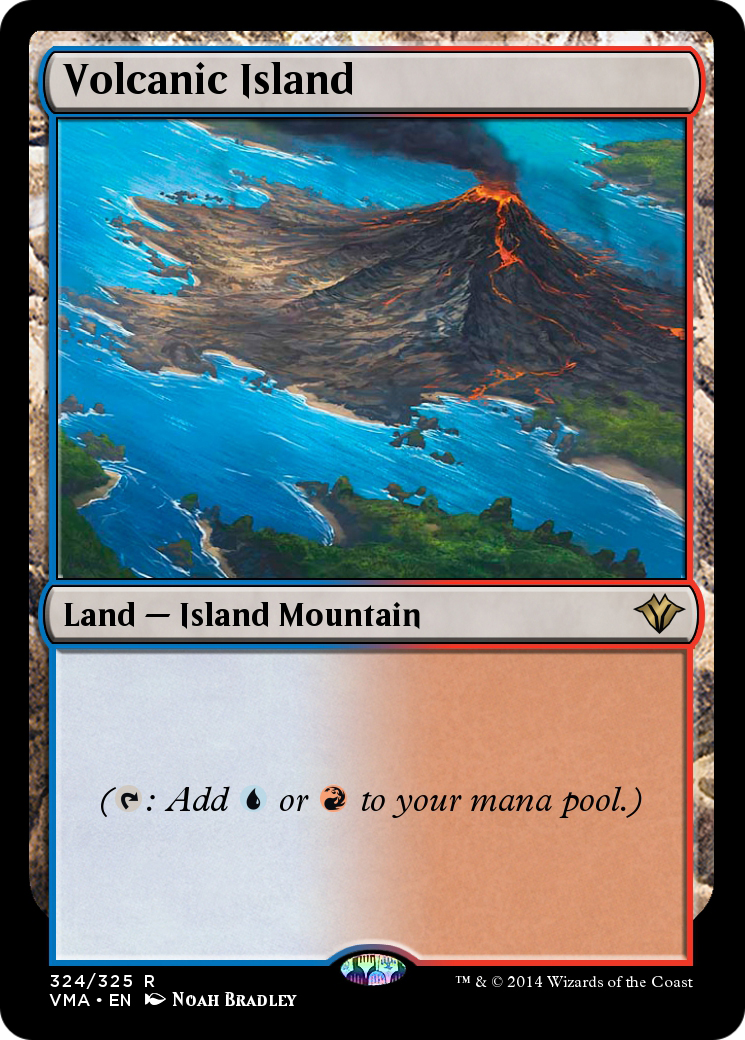 Volcanic Island
Land — Island Mountain
(: Add or to your mana pool.)
324/325 R
VMA • EN Noah Bradley
™ & © 2014 Wizards of the Coast